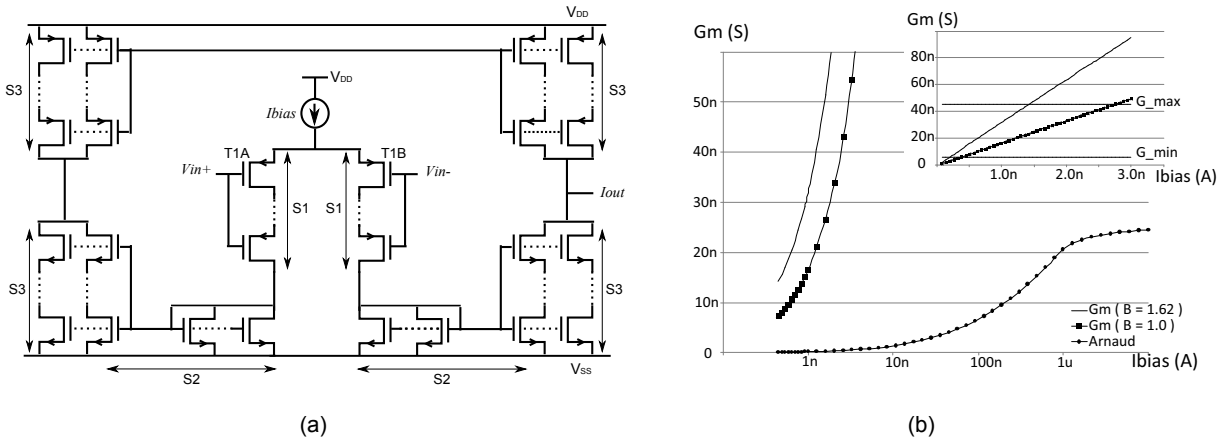 VDD
S3
S3
VDD
Ibias
T1A
T1B
Vin+
Vin-
S1
S1
Iout
S3
S3
S2
S2
VSS
(a)
Gm (S)
60n
50n
40n
30n
20n
10n
0
1n
10n
100n
1u
Ibias (A)
Gm ( B = 1.62 )
Gm ( B = 1.0 )
Arnaud
Gm (S)
80n
60n
40n
20n
0
G_max
G_min
1.0n
2.0n
3.0n
Ibias (A)
(b)